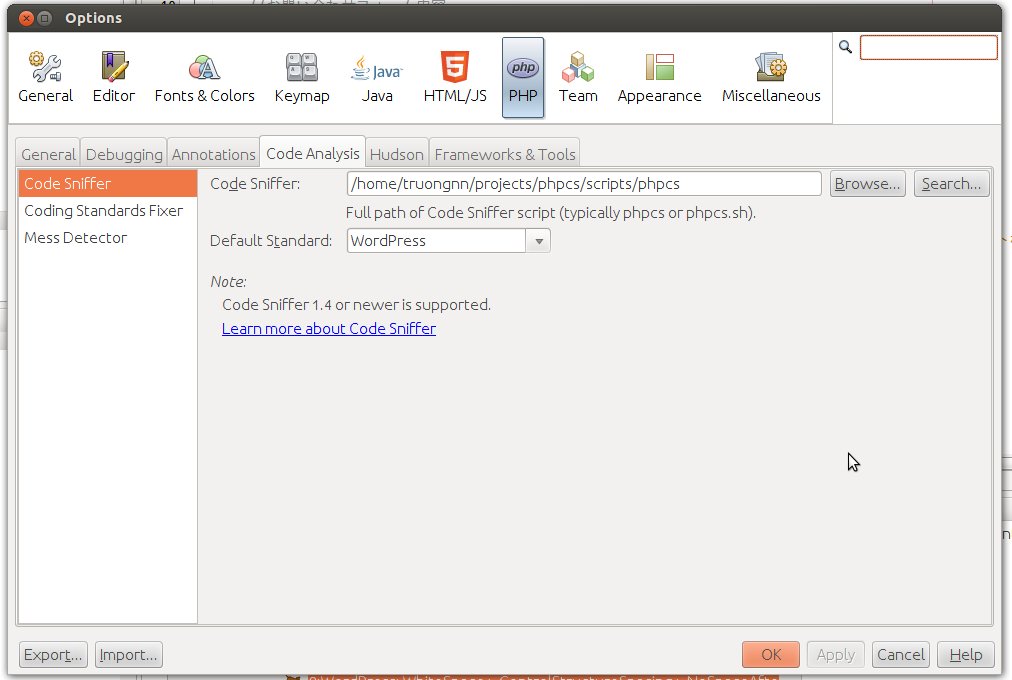 Options
General
Editor
Fonts & Colors
Keymap
Java
Java
HTML/JS
php
PHP
Team
Appearance
Miscellaneous
General
Debugging
Annotations
Code Analysis
Hudson
Frameworks & Tools
Code Sniffer
Coding Standards Fixer
Mess Detector
Code Sniffer:
/home/truongnn/projects/phpcs/scripts/phpcs
Browse...
Search...
Full path of Code Sniffer script (typically phpcs or phpcs.sh).
Default Standard:
WordPress
Note:
Code Sniffer 1.4 or newer is supported.
Learn more about Code Sniffer
Export...
Import...
OK
Apply
Cancel
Help